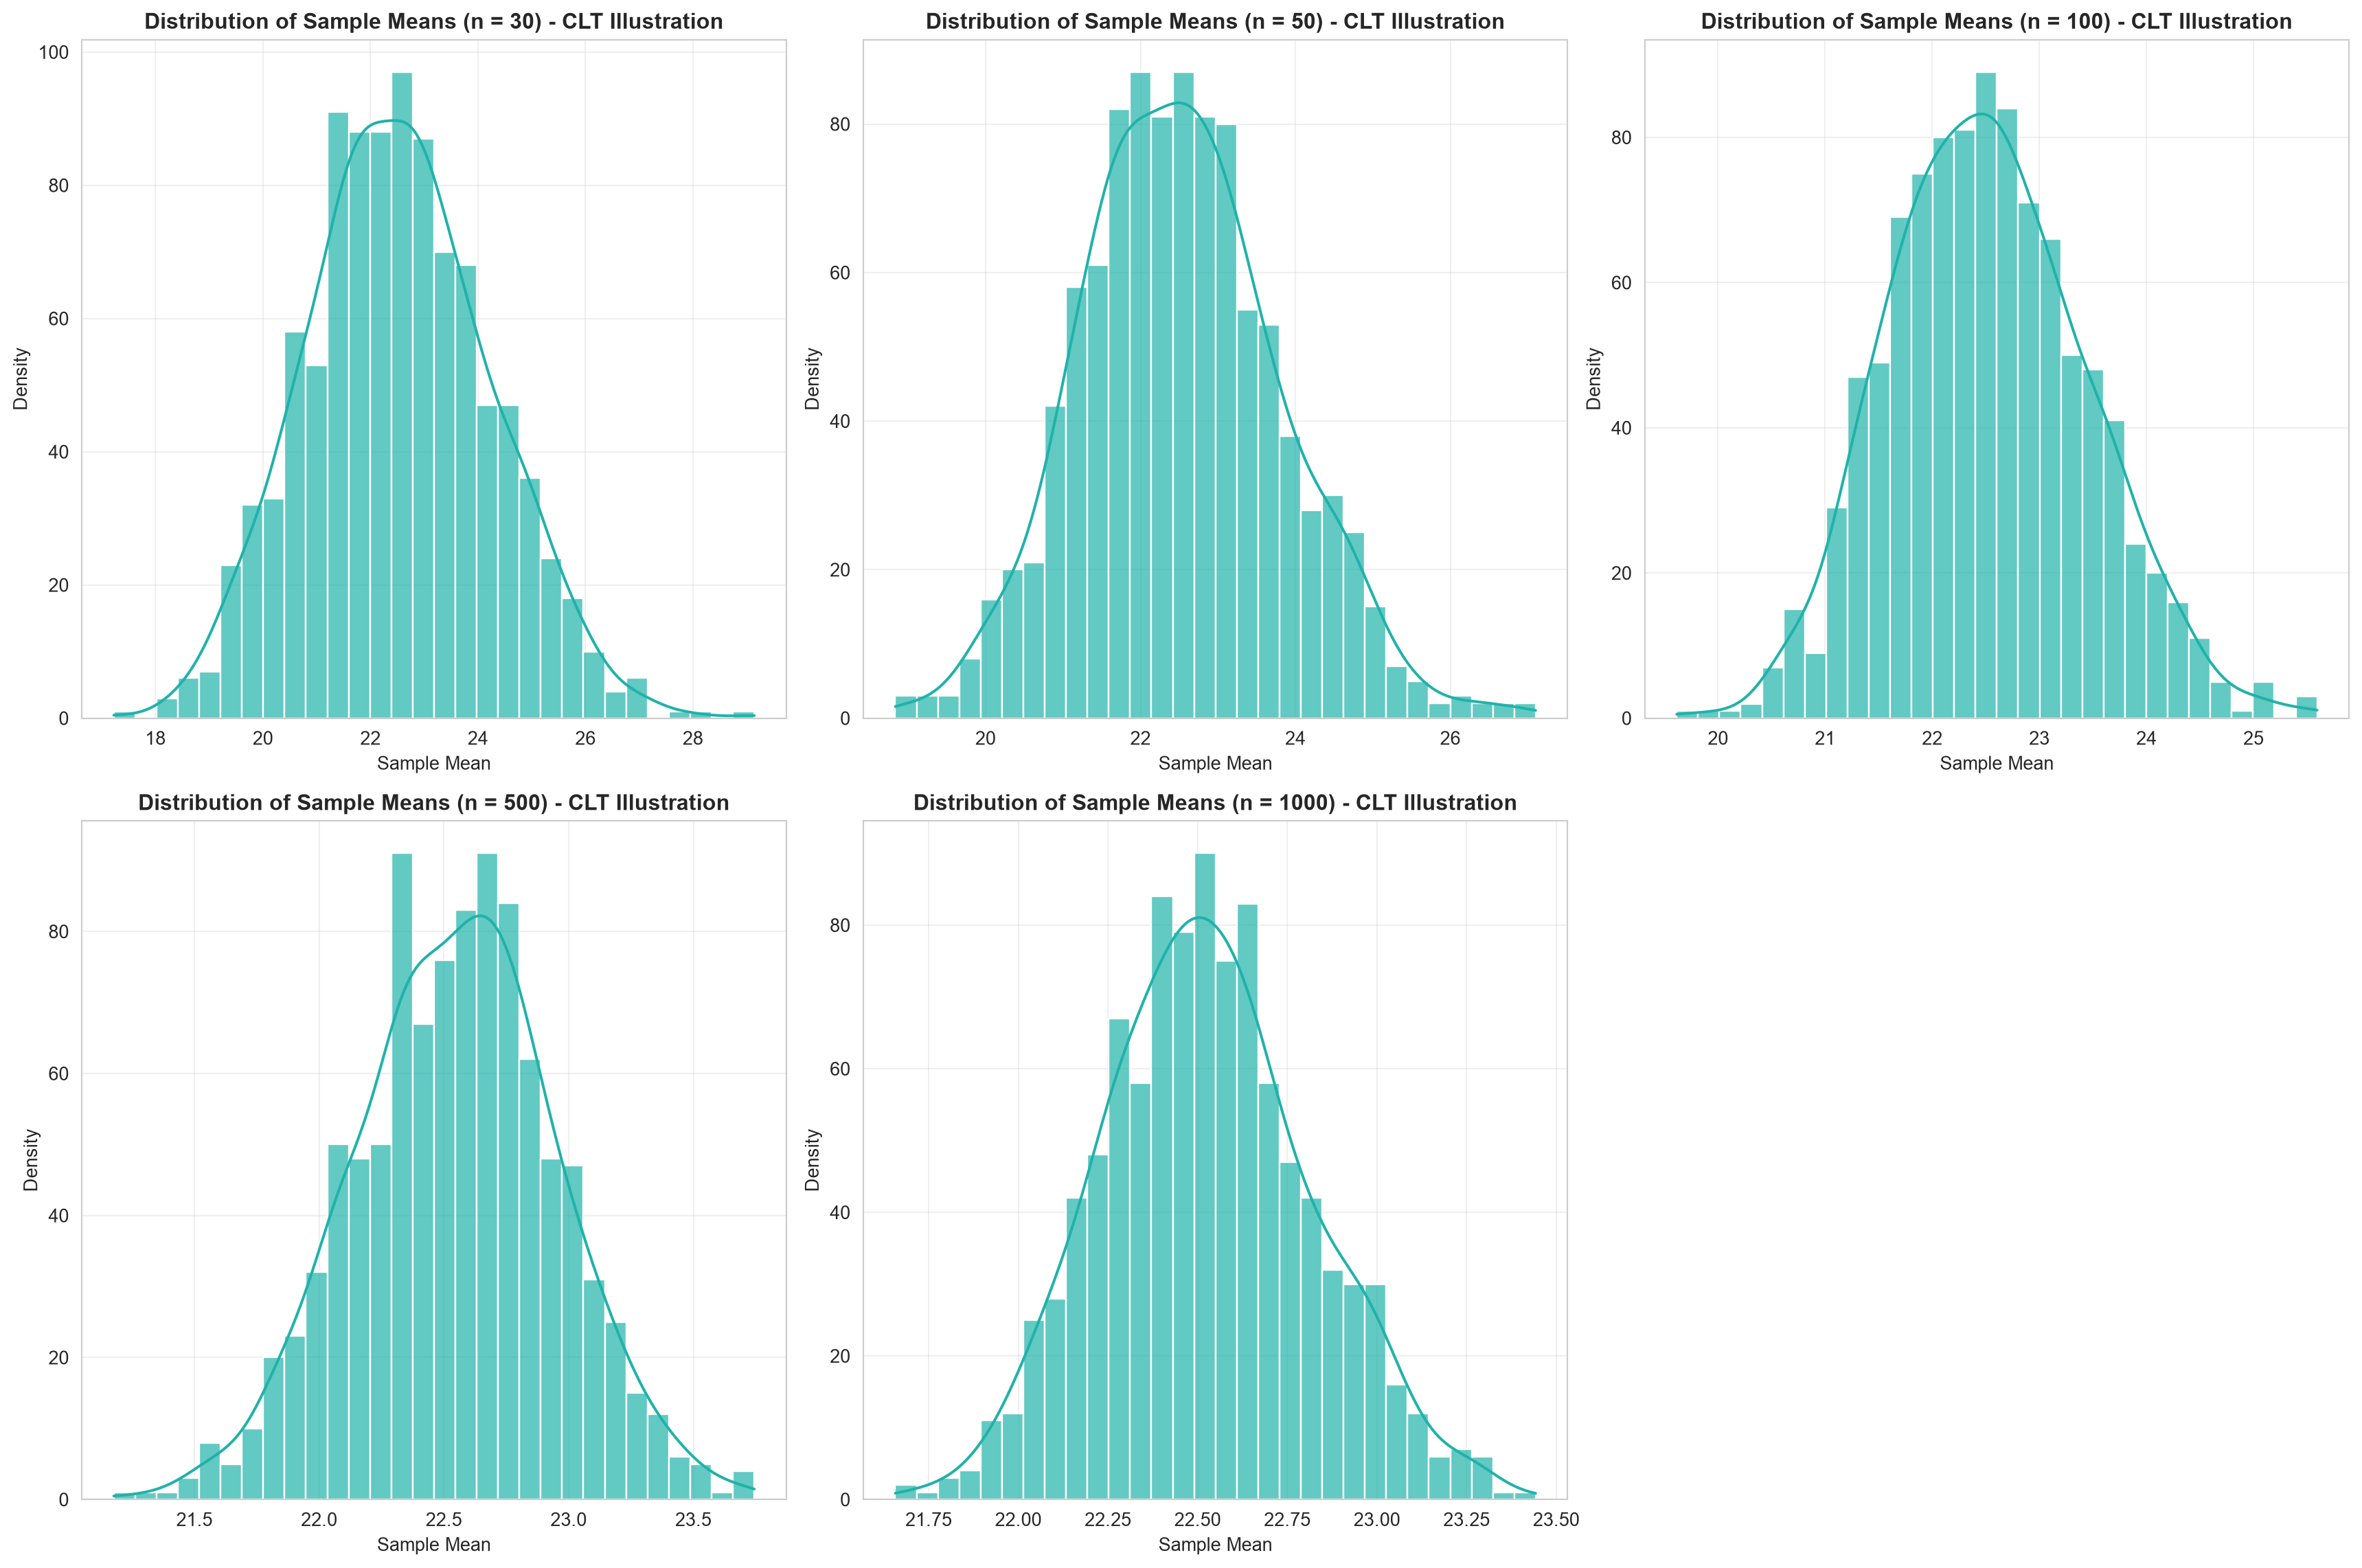 Distribution of Sample Means (n = 30) - CLT Illustration
100
80
60
40
20
0
Density
18 20 22 24 26 28
Sample Mean
Distribution of Sample Means (n = 50) - CLT Illustration
80
60
40
20
0
Density
20 22 24 26
Sample Mean
Distribution of Sample Means (n = 100) - CLT Illustration
80
60
40
20
0
Density
20 21 22 23 24 25
Sample Mean
Distribution of Sample Means (n = 500) - CLT Illustration
80
60
40
20
0
Density
21.5 22.0 22.5 23.0 23.5
Sample Mean
Distribution of Sample Means (n = 1000) - CLT Illustration
80
60
40
20
0
Density
21.75 22.00 22.25 22.50 22.75 23.00 23.25 23.50
Sample Mean